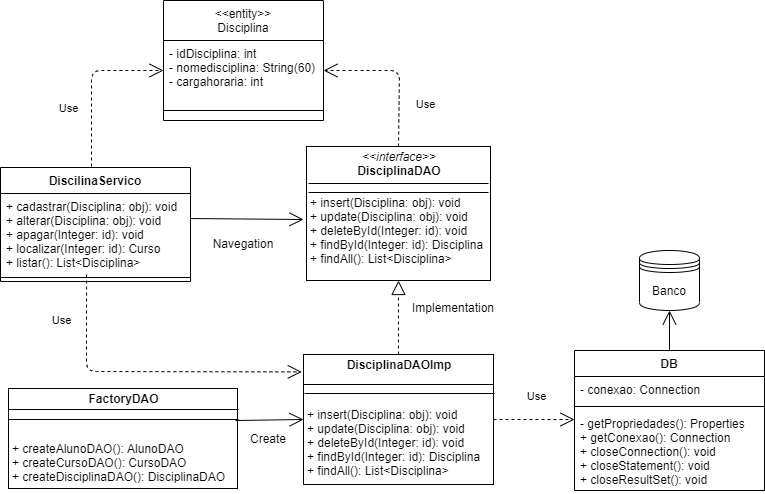 <<entity>>
Disciplina
- idDisciplina: int
- nomedisciplina: String(60)
- cargahoraria: int
Use
Use
DiscilinaServico
+ cadastrar(Disciplina: obj): void
+ alterar(Disciplina: obj): void
+ apagar(Integer: id): void
+ localizar(Integer: id): Curso
+ listar(): List<Disciplina>
Navegation
<<interface>>
DisciplinaDAO
+ insert(Disciplina: obj): void
+ update(Disciplina: obj): void
+ deleteById(Integer: id): void
+ findById(Integer: id): Disciplina
+ findAll(): List<Disciplina>
Banco
Implementation
Use
DisciplinaDAOImp
+ insert(Disciplina: obj): void
+ update(Disciplina: obj): void
+ deleteById(Integer: id): void
+ findById(Integer: id): Disciplina
+ findAll(): List<Disciplina>
Use
DB
- conexao: Connection
- getPropriedades(): Properties
+ getConexao(): Connection
+ closeConnection(): void
+ closeStatement(): void
+ closeResultSet(): void
FactoryDAO
+ createAlunoDAO(): AlunoDAO
+ createCursoDAO(): CursoDAO
+ createDisciplinaDAO(): DisciplinaDAO
Create